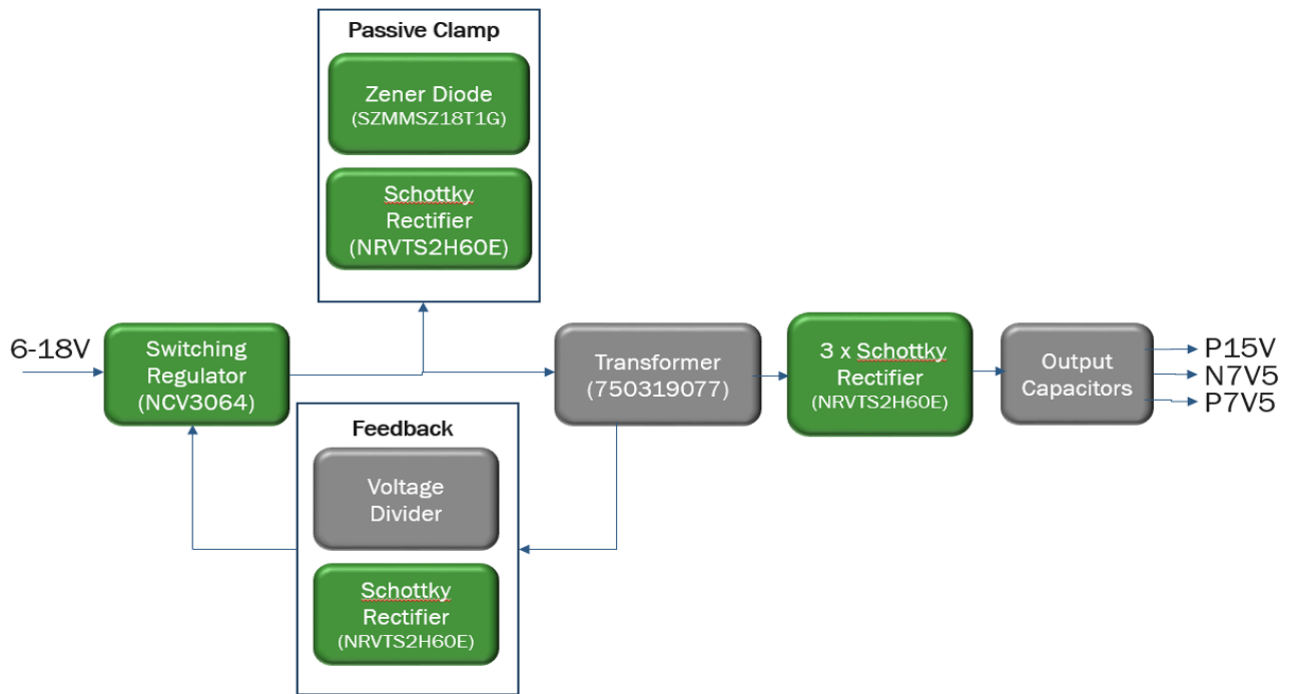 Passive Clamp
Zener Diode
(SZMMSZ18T1G)
Schottky
Rectifier
(NRVTS2H60E)
6-18V
Switching
Regulator
(NCV3064)
Transformer
(750319077)
3 x Schottky
Rectifier
(NRVTS2H60E)
Output
Capacitors
P15V
N7V5
P7V5
Feedback
Voltage
Divider
Schottky
Rectifier
(NRVTS2H60E)